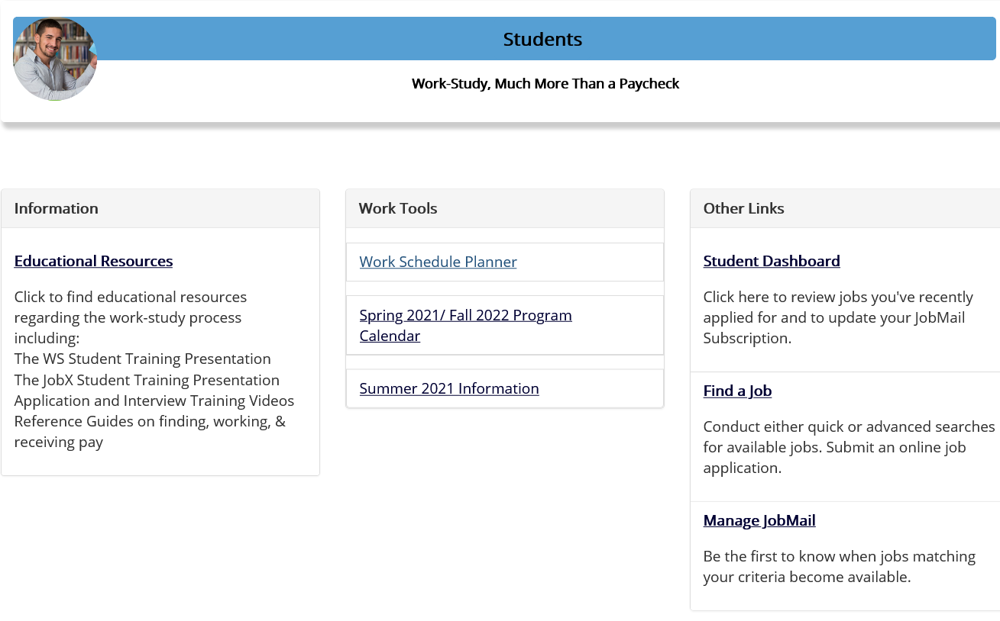 Students
Work-Study, Much More Than a Paycheck
Information
Educational Resources
Click to find educational resources
regarding the work-study process
including:
The WS Student Training Presentation
The JobX Student Training Presentation
Application and Interview Training Videos
Reference Guides on finding, working, &
receiving pay
Work Tools
Work Schedule Planner
Spring 2021/ Fall 2022 Program
Calendar
Summer 2021 Information
Other Links
Student Dashboard
Click here to review jobs you've recently
applied for and to update your JobMail
Subscription.
Find a Job
Conduct either quick or advanced searches
for available jobs. Submit an online job
application.
Manage JobMail
Be the first to know when jobs matching
your criteria become available.